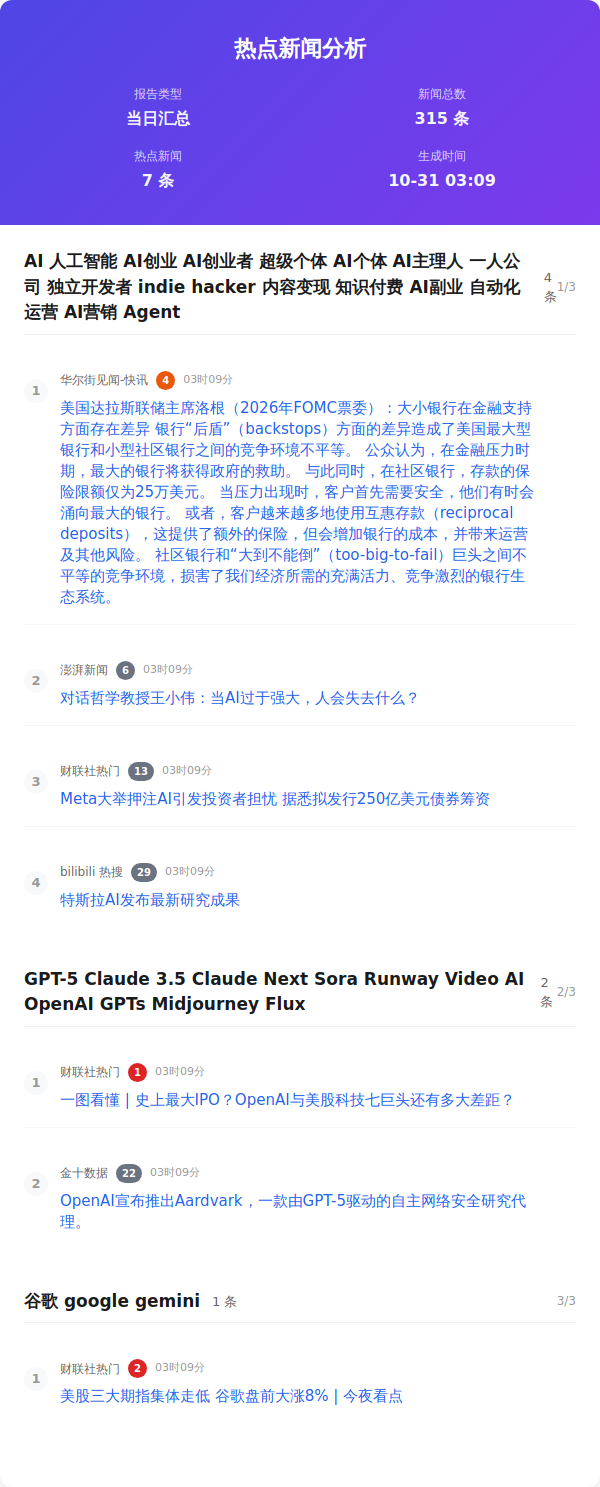 热点新闻分析
报告类型
当日汇总
新闻总数
315 条
热点新闻
7 条
生成时间
10-31 03:09
AI 人工智能 AI创业 AI创业者 超级个体 AI个体 AI主理人 一人公
司 独立开发者 indie hacker 内容变现 知识付费 AI副业 自动化
运营 AI营销 Agent
4
条
1/3
1
华尔街见闻-快讯 4 03时09分
美国达拉斯联储主席洛根（2026年FOMC票委）：大小银行在金融支持
方面存在差异 银行“后盾”（backstops）方面的差异造成了美国最大型
银行和小型社区银行之间的竞争环境不平等。 公众认为，在金融压力时
期，最大的银行将获得政府的救助。 与此同时，在社区银行，存款的保
险限额仅为25万美元。 当压力出现时，客户首先需要安全，他们有时会
涌向最大的银行。 或者，客户越来越多地使用互惠存款（reciprocal
deposits），这提供了额外的保险，但会增加银行的成本，并带来运营
及其他风险。 社区银行和“大到不能倒”（too-big-to-fail）巨头之间不
平等的竞争环境，损害了我们经济所需的充满活力、竞争激烈的银行生
态系统。
2
澎湃新闻 6 03时09分
对话哲学教授王小伟：当AI过于强大，人会失去什么？
3
财联社热门 13 03时09分
Meta大举押注AI引发投资者担忧 据悉拟发行250亿美元债券筹资
4
bilibili 热搜 29 03时09分
特斯拉AI发布最新研究成果
GPT-5 Claude 3.5 Claude Next Sora Runway Video AI
OpenAI GPTs Midjourney Flux
2
条
2/3
1
财联社热门 1 03时09分
一图看懂 | 史上最大IPO？OpenAI与美股科技七巨头还有多大差距？
2
金十数据 22 03时09分
OpenAI宣布推出Aardvark，一款由GPT-5驱动的自主网络安全研究代
理。
谷歌 google gemini 1 条 3/3
1
财联社热门 2 03时09分
美股三大期指集体走低 谷歌盘前大涨8% | 今夜看点